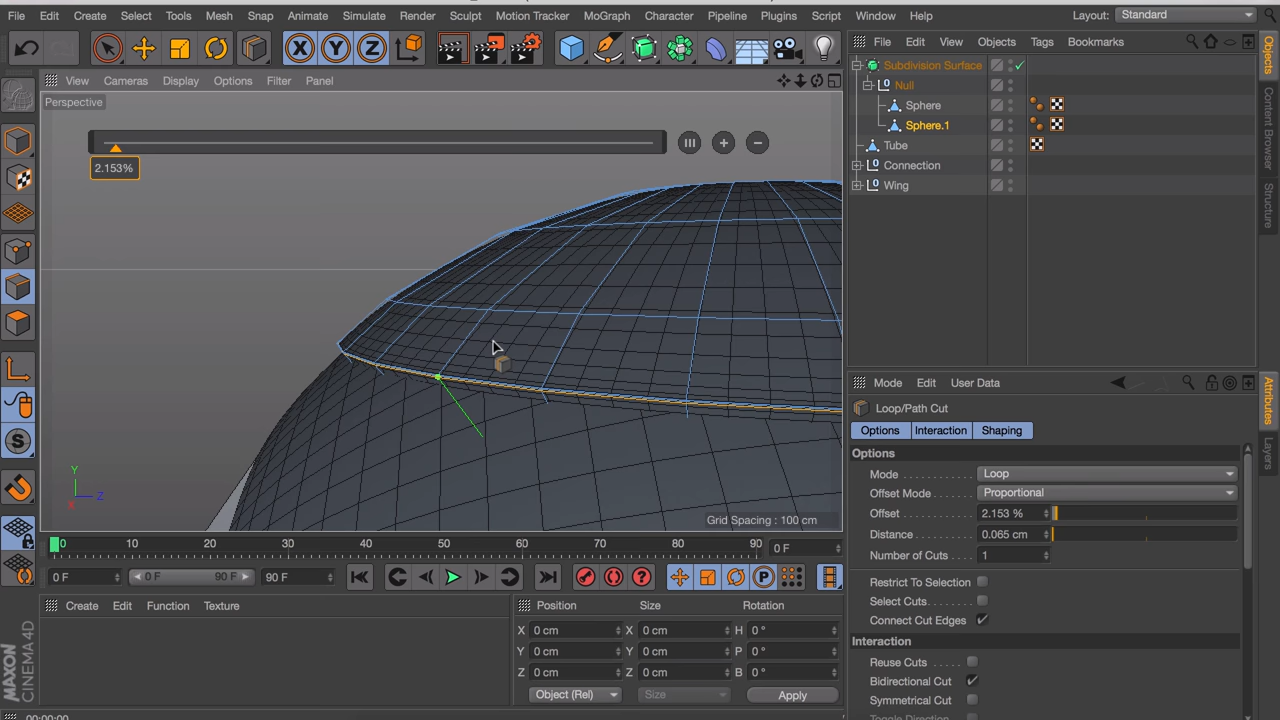 File Edit Create Select Tools Mesh Snap Animate Simulate Render Sculpt Motion Tracker MoGraph Character Pipeline Plugins Script Window Help Layout: Standard
X Y Z
View Cameras Display Options Filter Panel
Perspective
2.153%
Y
Z
Grid Spacing : 100 cm
File Edit View Objects Tags Bookmarks
Subdivision Surface
Null
Sphere
Sphere.1
Tube
Connection
Wing
Objects
Content Browser
Structure
Mode Edit User Data
Loop/Path Cut
Options Interaction Shaping
Options
Mode Loop
Offset Mode Proportional
Offset 2.153 %
Distance 0.065 cm
Number of Cuts 1
Restrict To Selection
Select Cuts
Connect Cut Edges
Interaction
Reuse Cuts
Bidirectional Cut
Symmetrical Cut
Attributes
Layers
0 10 20 30 40 50 60 70 80 90 0 F
0 F 0 F 90 F 90 F
Create Edit Function Texture
Position Size Rotation
X 0 cm X 0 cm H 0 °
Y 0 cm Y 0 cm P 0 °
Z 0 cm Z 0 cm B 0 °
Object (Rel) Size Apply
MAXON
CINEMA 4D
00:00:00